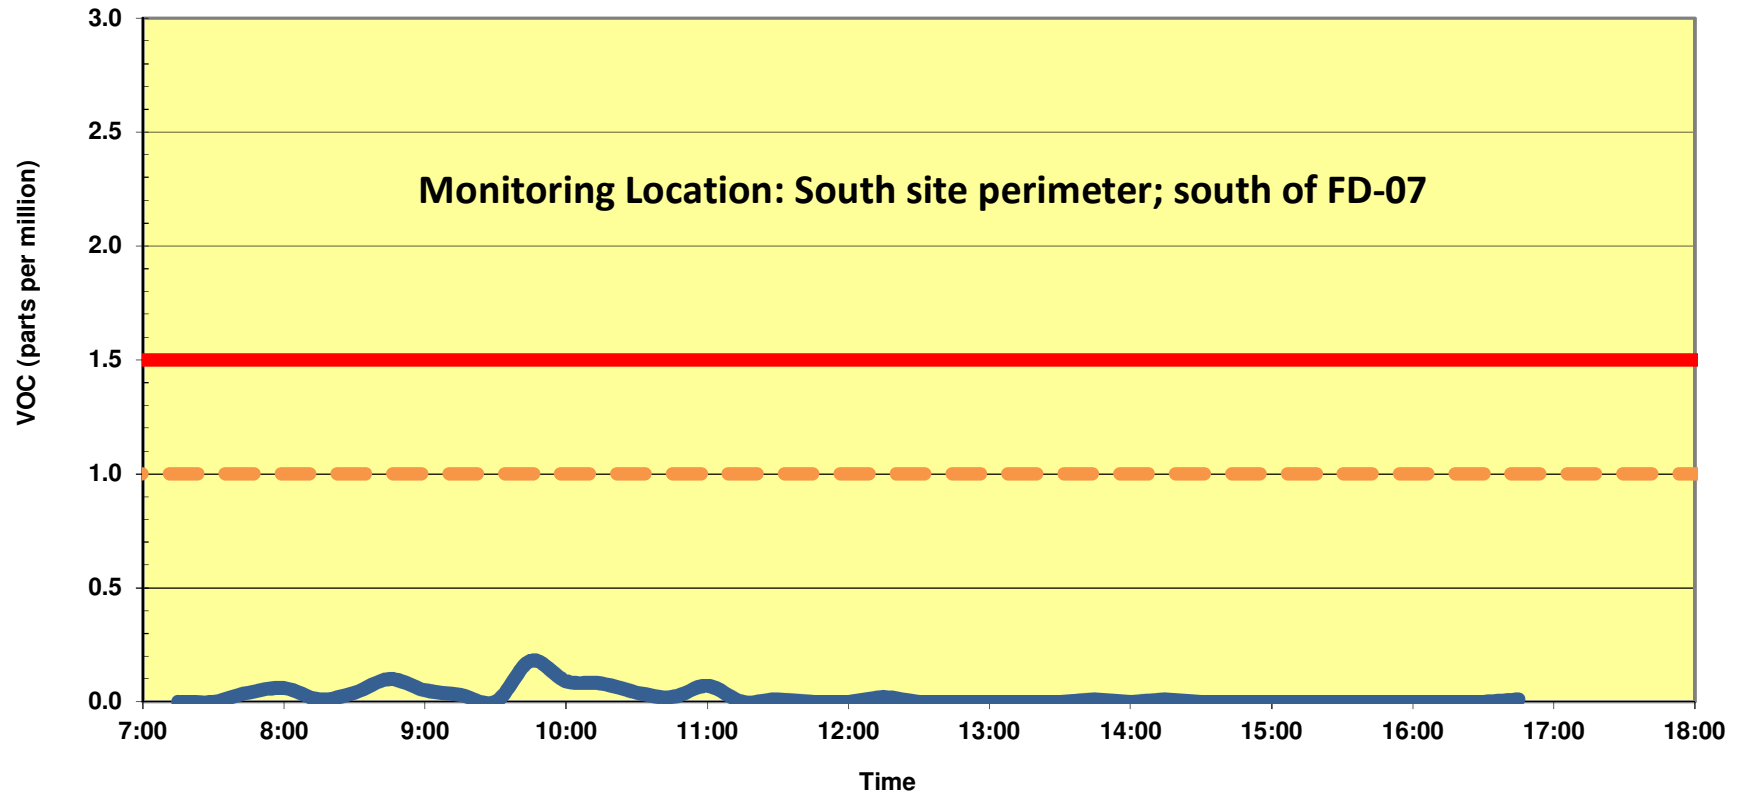 3.0
2.5
Monitoring Location: South site perimeter; south of FD-07
2.0
1.5
1.0
0.5
0.0
VOC (parts per million)
7:00 8:00 9:00 10:00 11:00 12:00 13:00 14:00 15:00 16:00 17:00 18:00
Time